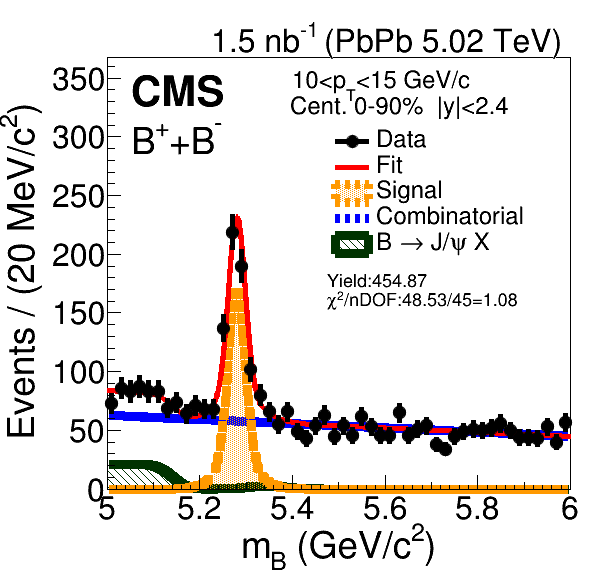 1.5 nb⁻¹ (PbPb 5.02 TeV)
CMS
B⁺+B⁻
10<p_T<15 GeV/c
Cent. 0-90% |y|<2.4
Data
Fit
Signal
Combinatorial
B → J/ψ X
Yield:454.87
χ²/nDOF:48.53/45=1.08
Events / (20 MeV/c²)
350
300
250
200
150
100
50
0
5 5.2 5.4 5.6 5.8 6
m_B (GeV/c²)